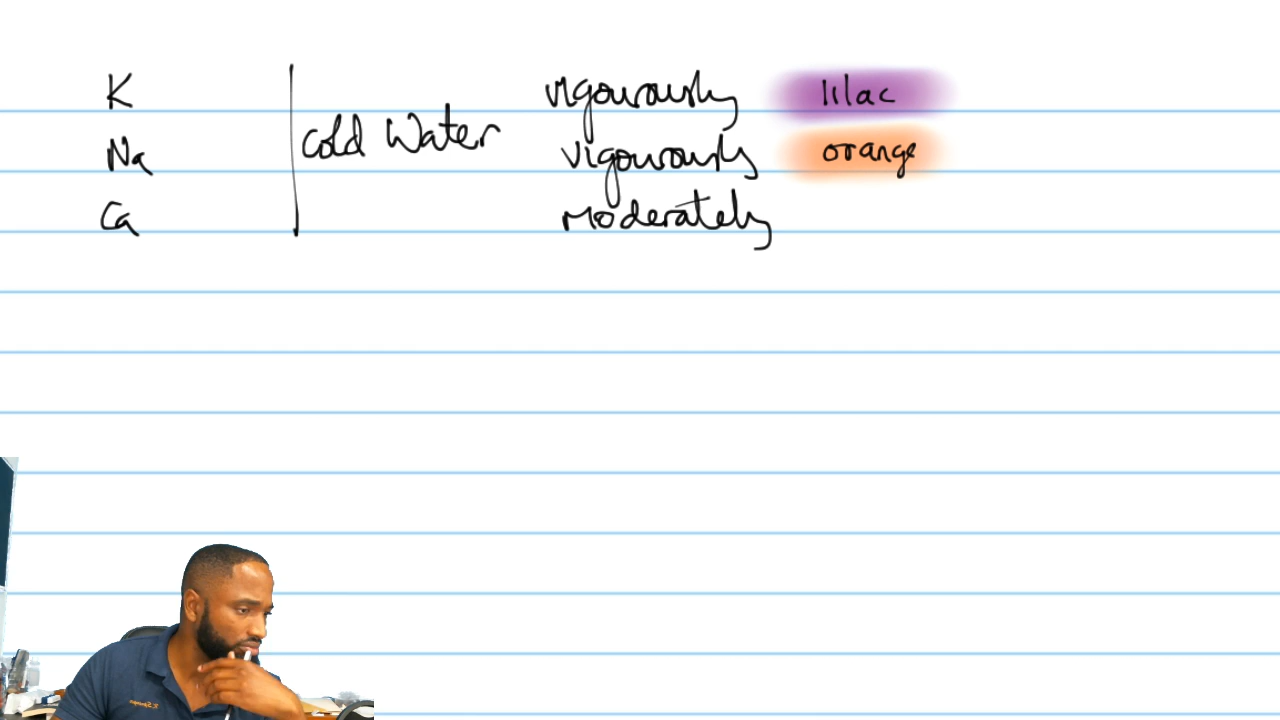 K vigourously lilac
cold Water
Na vigourously orange
Ca moderately